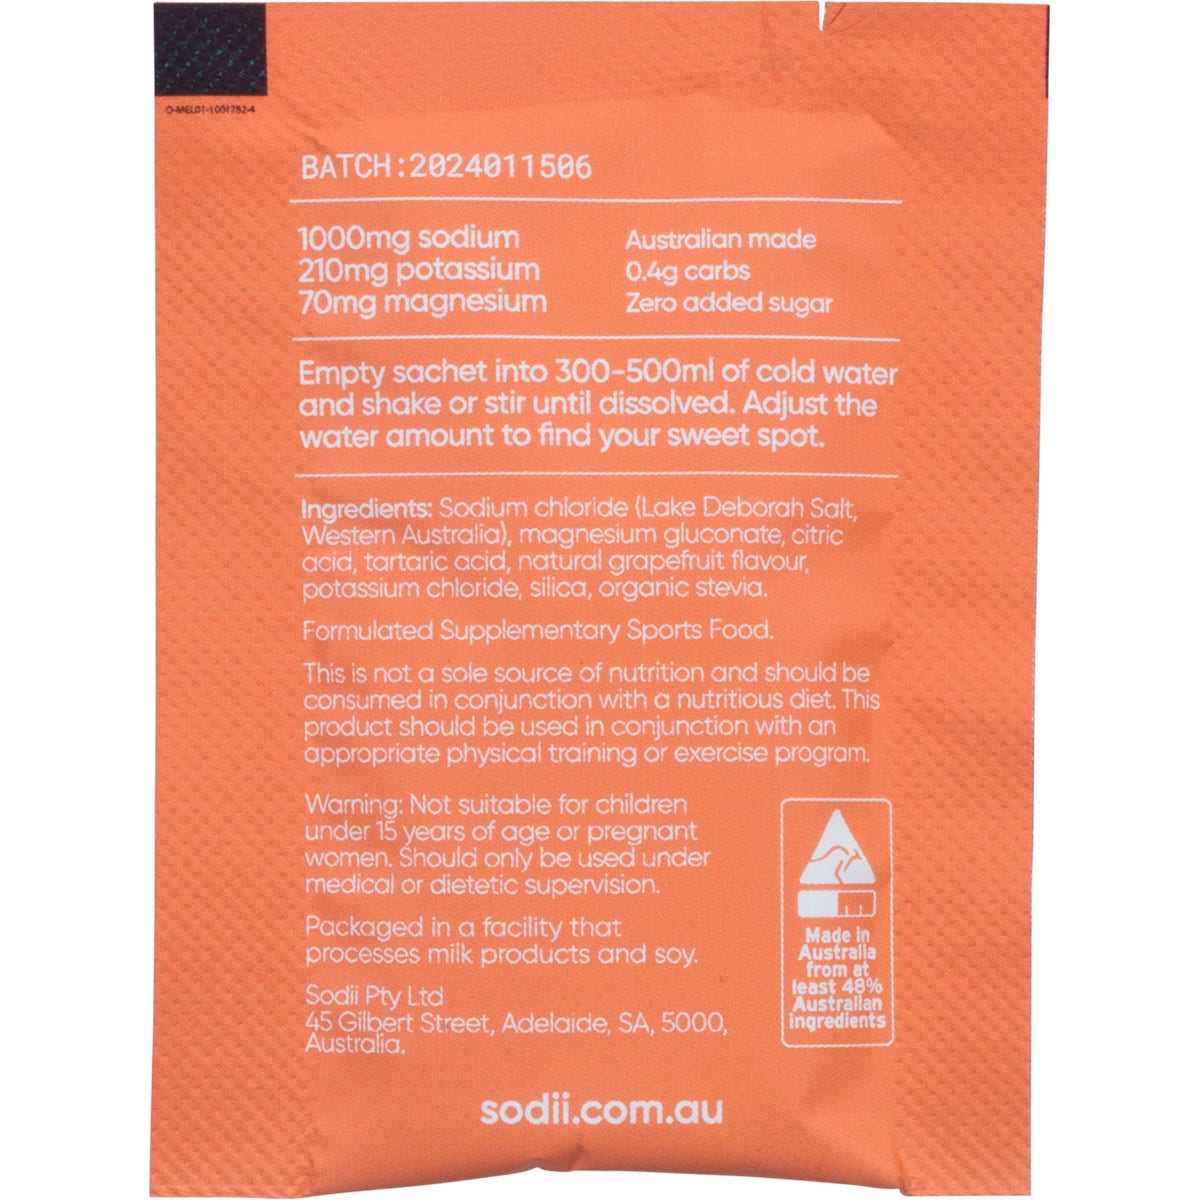 O-MEL01-1001782-4
BATCH:2024011506
1000mg sodium
210mg potassium
70mg magnesium
Australian made
0.4g carbs
Zero added sugar
Empty sachet into 300-500ml of cold water
and shake or stir until dissolved. Adjust the
water amount to find your sweet spot.
Ingredients: Sodium chloride (Lake Deborah Salt,
Western Australia), magnesium gluconate, citric
acid, tartaric acid, natural grapefruit flavour,
potassium chloride, silica, organic stevia.
Formulated Supplementary Sports Food.
This is not a sole source of nutrition and should be
consumed in conjunction with a nutritious diet. This
product should be used in conjunction with an
appropriate physical training or exercise program.
Warning: Not suitable for children
under 15 years of age or pregnant
women. Should only be used under
medical or dietetic supervision.
Packaged in a facility that
processes milk products and soy.
Sodii Pty Ltd
45 Gilbert Street, Adelaide, SA, 5000,
Australia.
Made in
Australia
from at
least 48%
Australian
ingredients
sodii.com.au